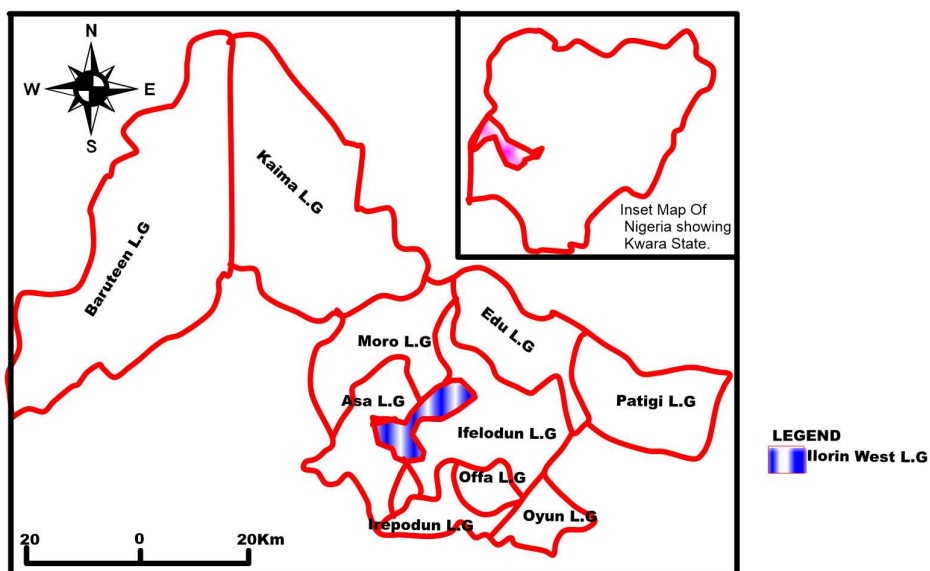 N
W
E
S
Kaima L.G
Baruteen L.G
Inset Map Of
Nigeria showing
Kwara State.
Edu L.G
Moro L.G
Asa L.G
Patigi L.G
Ifelodun L.G
LEGEND
Ilorin West L.G
Offa L.G
Oyun L.G
Irepodun L.G
20 0 20Km